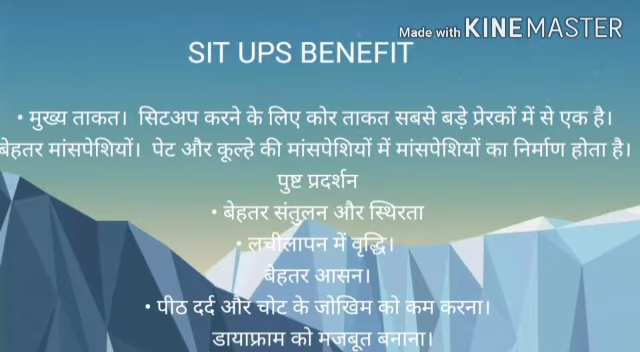 Made with KINEMASTER
SIT UPS BENEFIT
• मुख्य ताकत। सिटअप करने के लिए कोर ताकत सबसे बड़े प्रेरकों में से एक है।
बेहतर मांसपेशियों। पेट और कूल्हे की मांसपेशियों में मांसपेशियों का निर्माण होता है।
पुष्ट प्रदर्शन
• बेहतर संतुलन और स्थिरता
• लचीलापन में वृद्धि।
बेहतर आसन।
• पीठ दर्द और चोट के जोखिम को कम करना।
डायाफ्राम को मजबूत बनाना।